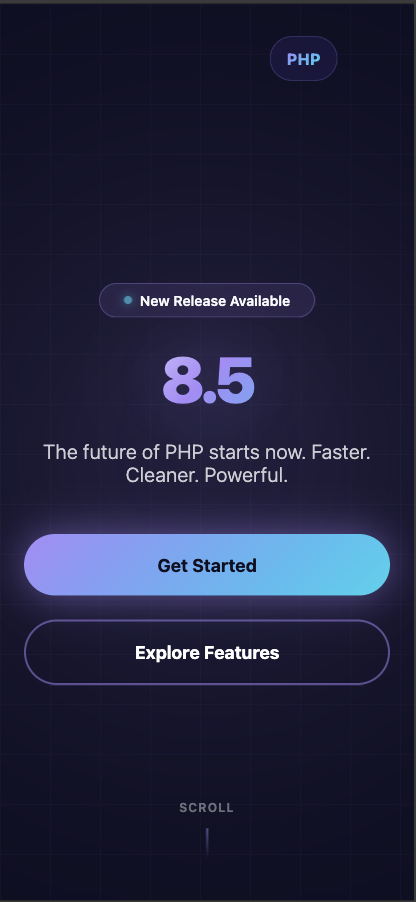 PHP
New Release Available
8.5
The future of PHP starts now. Faster.
Cleaner. Powerful.
Get Started
Explore Features
SCROLL